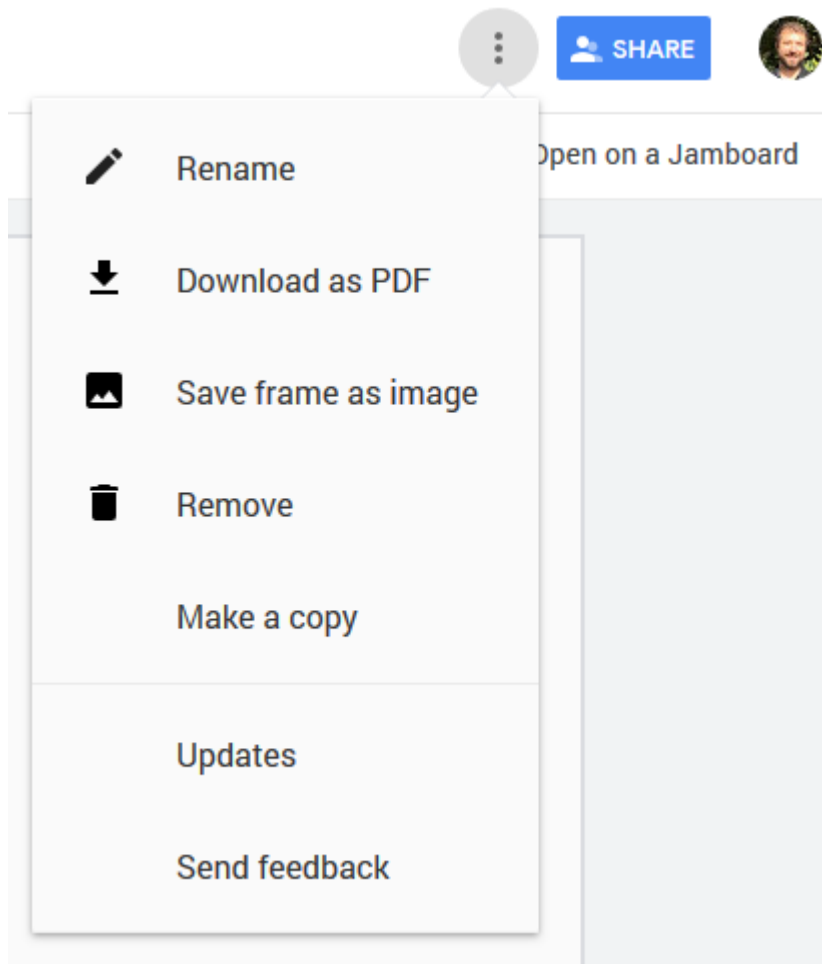 SHARE
Open on a Jamboard
Rename
Download as PDF
Save frame as image
Remove
Make a copy
Updates
Send feedback